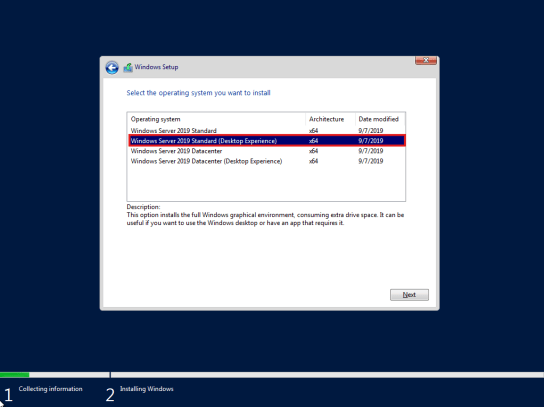 Windows Setup
Select the operating system you want to install
Operating system Architecture Date modified
Windows Server 2019 Standard x64 9/7/2019
Windows Server 2019 Standard (Desktop Experience) x64 9/7/2019
Windows Server 2019 Datacenter x64 9/7/2019
Windows Server 2019 Datacenter (Desktop Experience) x64 9/7/2019
Description:
This option installs the full Windows graphical environment, consuming extra drive space. It can be
useful if you want to use the Windows desktop or have an app that requires it.
Next
1 Collecting information 2 Installing Windows